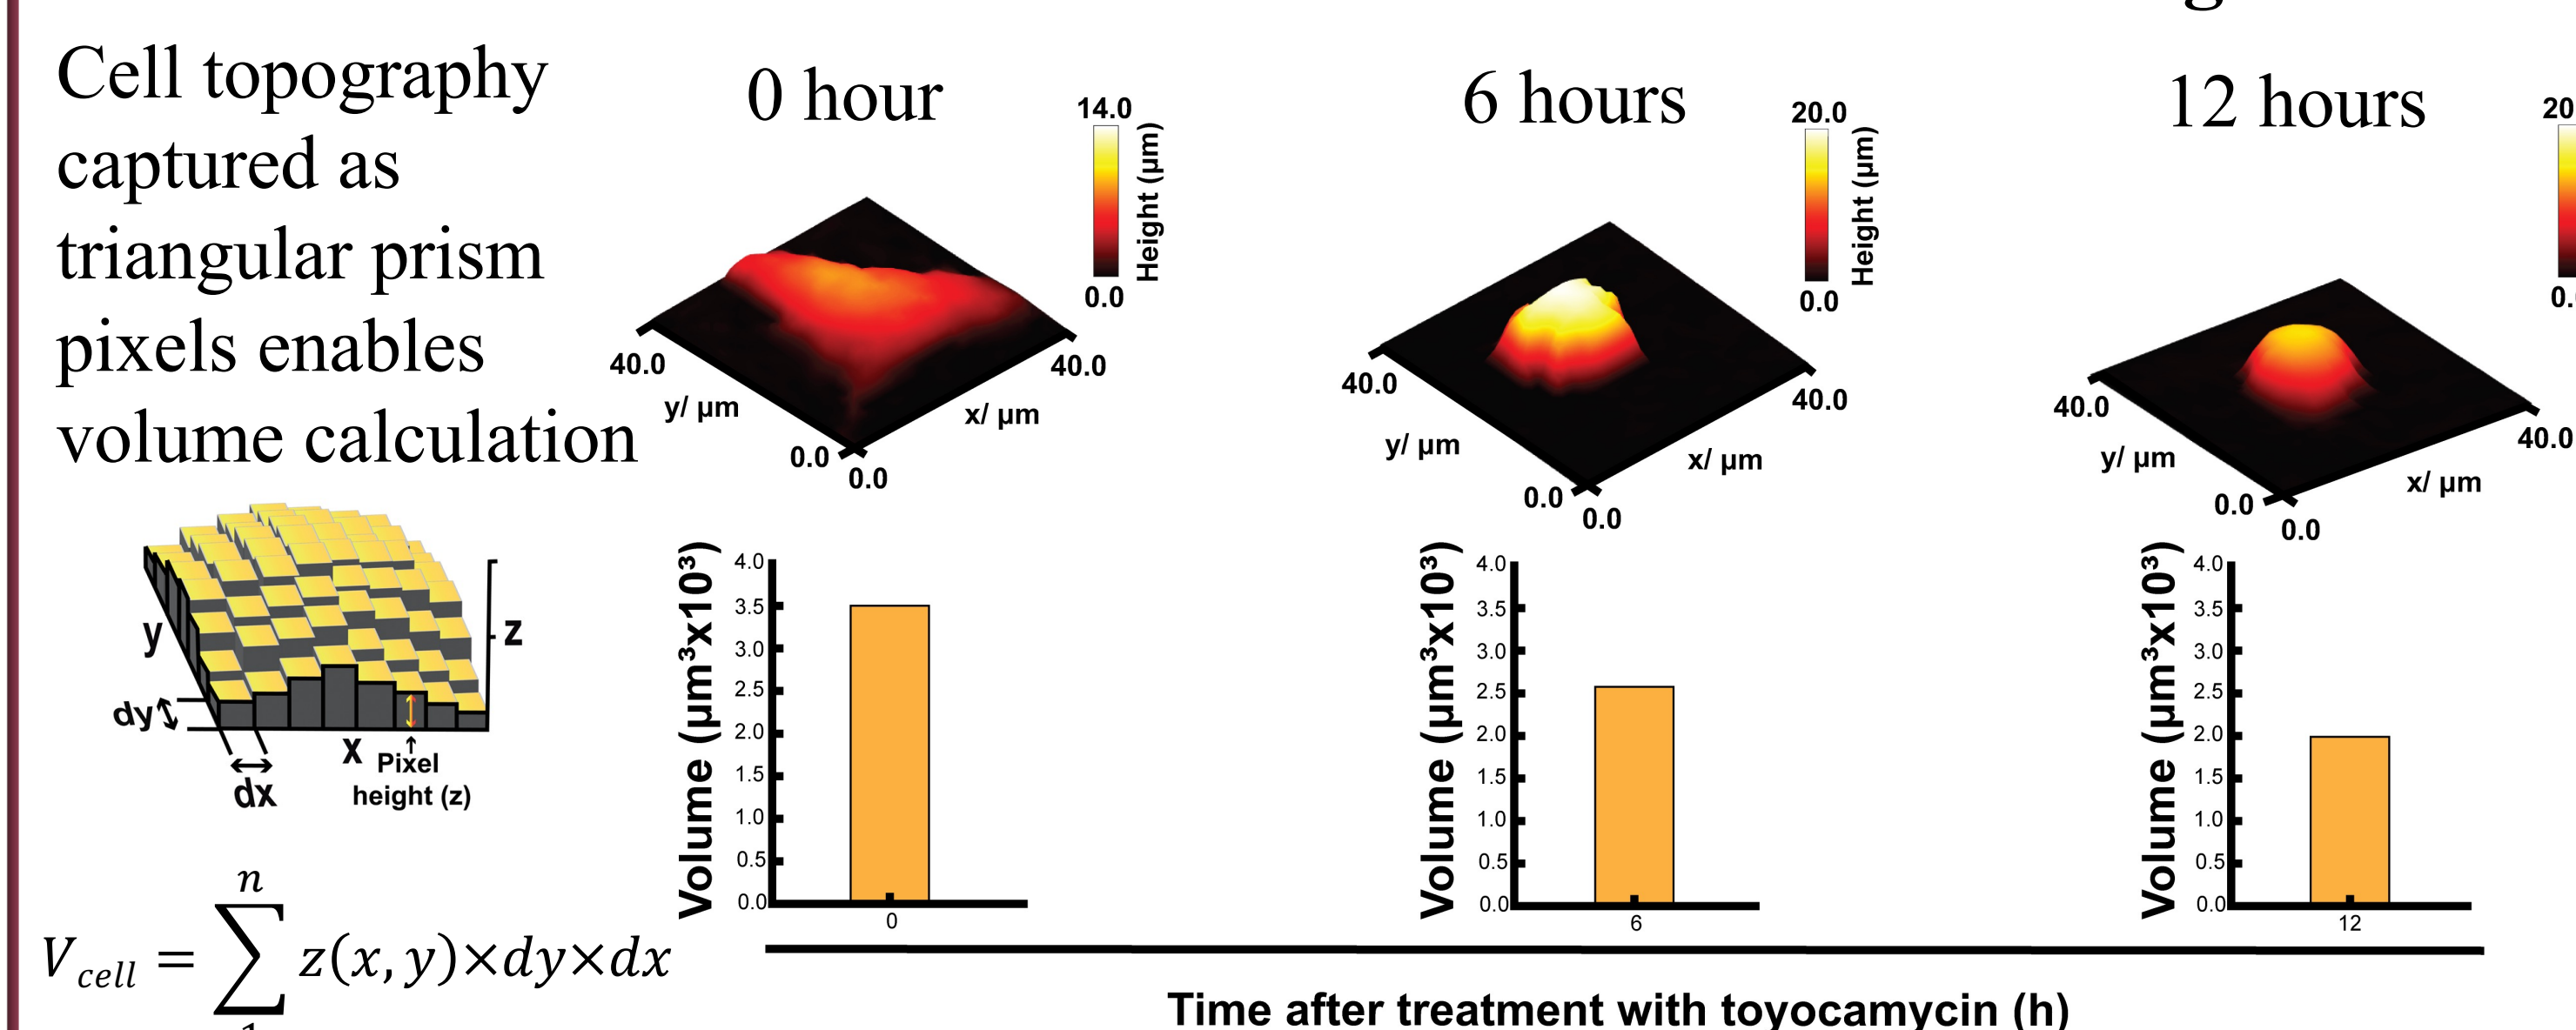 Cell topography
captured as
triangular prism
pixels enables
volume calculation
0 hour
14.0
Height (µm)
0.0
40.0
y/ µm
0.0
0.0
x/ µm
40.0
6 hours
20.0
Height (µm)
0.0
40.0
y/ µm
0.0
0.0
x/ µm
40.0
12 hours
20
0.
40.0
y/ µm
0.0
0.0
x/ µm
40.0
y
z
dy
dx
x
Pixel
height (z)
V_cell = ∑ z(x,y)×dy×dx
n
1
Volume (µm³x10³)
4.0
3.5
3.0
2.5
2.0
1.5
1.0
0.5
0.0
0
Volume (µm³x10³)
4.0
3.5
3.0
2.5
2.0
1.5
1.0
0.5
0.0
6
Volume (µm³x10³)
4.0
3.5
3.0
2.5
2.0
1.5
1.0
0.5
0.0
12
Time after treatment with toyocamycin (h)